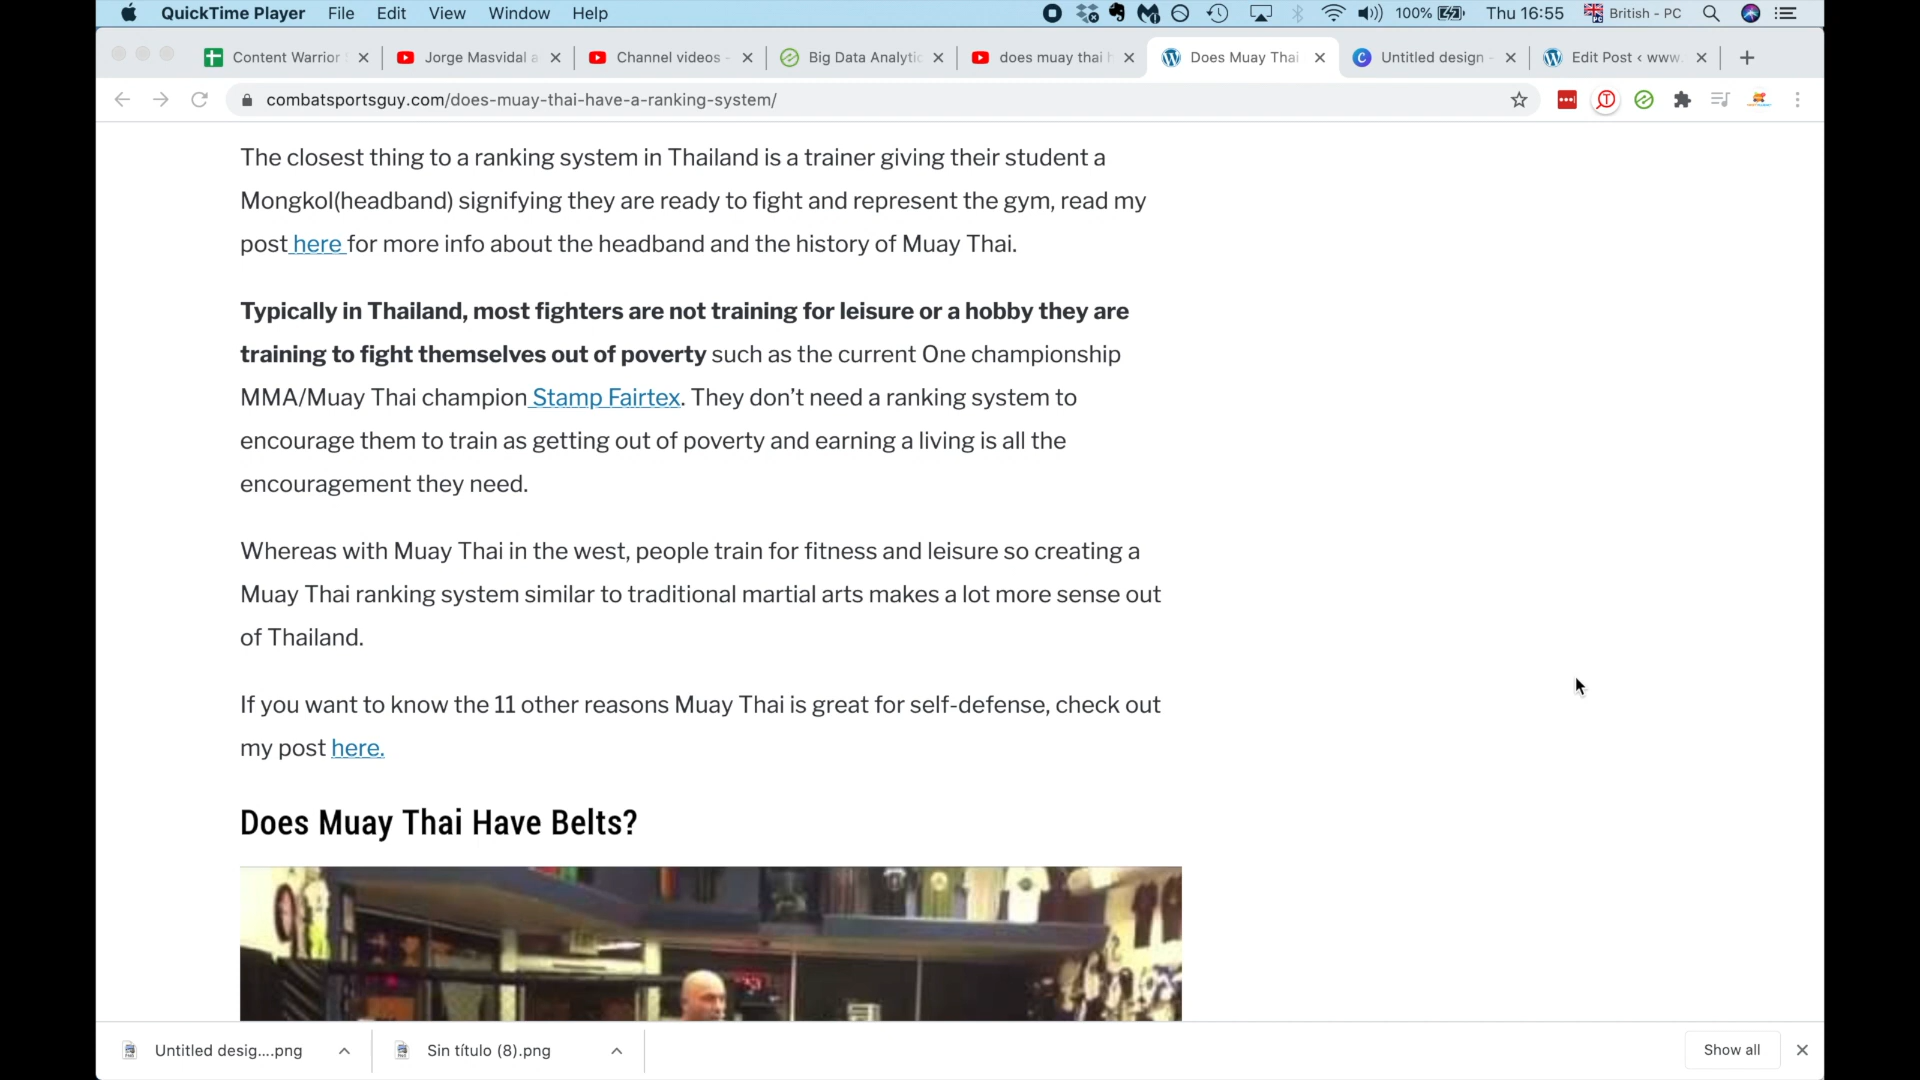 QuickTime Player File Edit View Window Help 100% Thu 16:55 British - PC
Content Warrior Jorge Masvidal a Channel videos - Big Data Analytic does muay thai h Does Muay Thai Untitled design - Edit Post ‹ www.
combatsportsguy.com/does-muay-thai-have-a-ranking-system/
The closest thing to a ranking system in Thailand is a trainer giving their student a
Mongkol(headband) signifying they are ready to fight and represent the gym, read my
post here for more info about the headband and the history of Muay Thai.
Typically in Thailand, most fighters are not training for leisure or a hobby they are
training to fight themselves out of poverty such as the current One championship
MMA/Muay Thai champion Stamp Fairtex. They don’t need a ranking system to
encourage them to train as getting out of poverty and earning a living is all the
encouragement they need.
Whereas with Muay Thai in the west, people train for fitness and leisure so creating a
Muay Thai ranking system similar to traditional martial arts makes a lot more sense out
of Thailand.
If you want to know the 11 other reasons Muay Thai is great for self-defense, check out
my post here.
Does Muay Thai Have Belts?
Untitled desig....png Sin título (8).png Show all